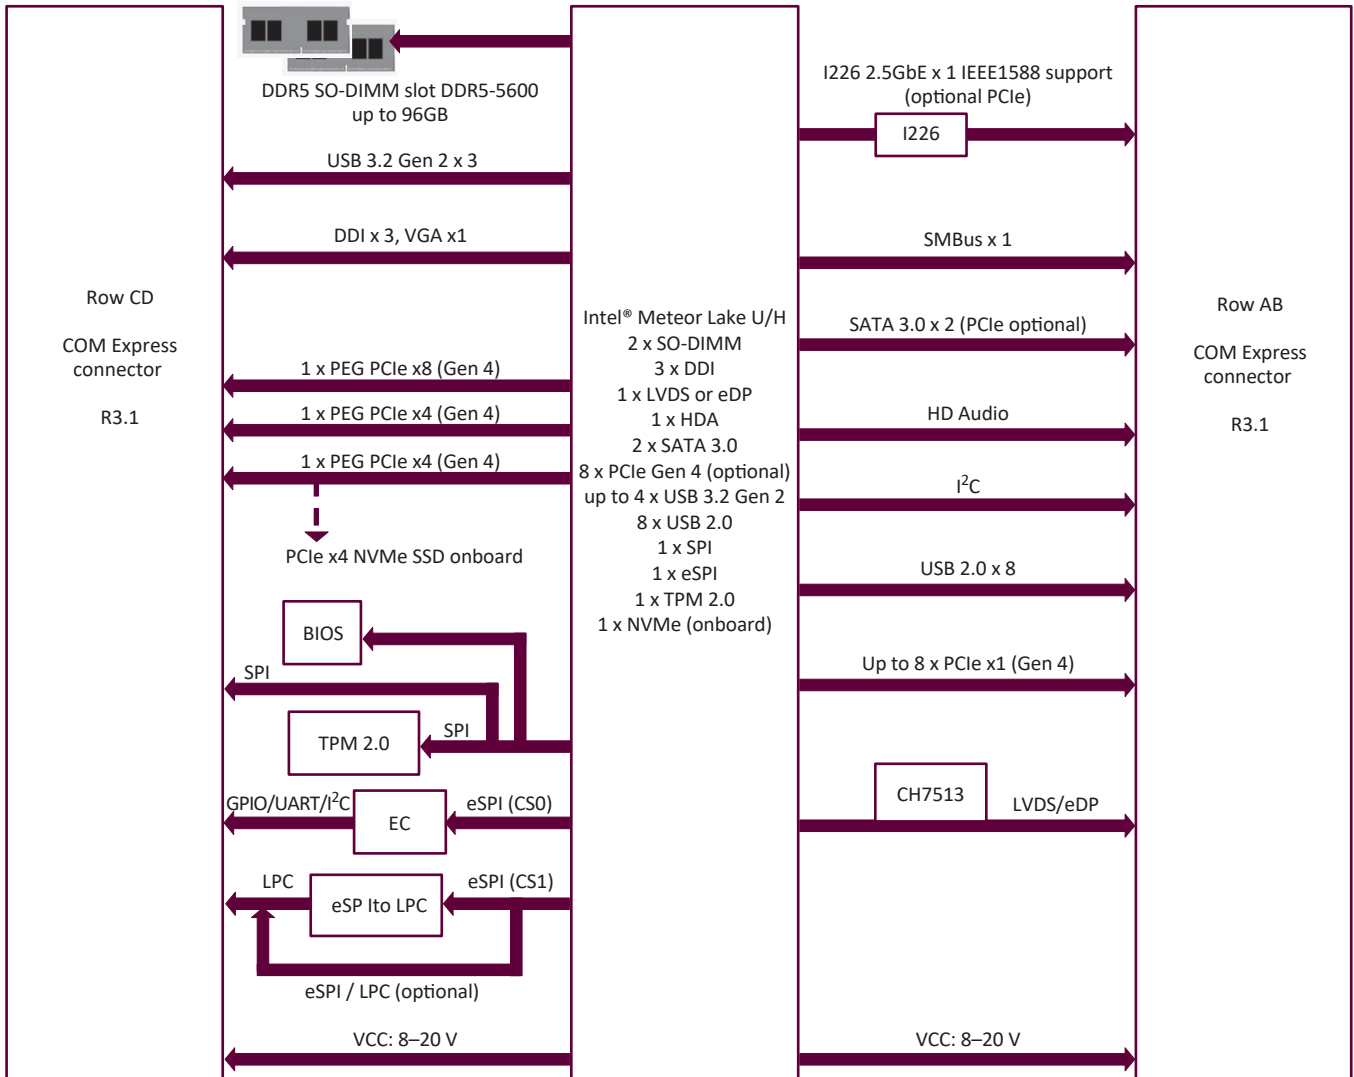 DDR5 SO-DIMM slot DDR5-5600
up to 96GB
USB 3.2 Gen 2 x 3
DDI x 3, VGA x1
Row CD
COM Express
connector
R3.1
1 x PEG PCIe x8 (Gen 4)
1 x PEG PCIe x4 (Gen 4)
1 x PEG PCIe x4 (Gen 4)
PCIe x4 NVMe SSD onboard
BIOS
SPI
TPM 2.0
SPI
GPIO/UART/I²C
EC
eSPI (CS0)
LPC
eSP Ito LPC
eSPI (CS1)
eSPI / LPC (optional)
VCC: 8–20 V
Intel® Meteor Lake U/H
2 x SO-DIMM
3 x DDI
1 x LVDS or eDP
1 x HDA
2 x SATA 3.0
8 x PCIe Gen 4 (optional)
up to 4 x USB 3.2 Gen 2
8 x USB 2.0
1 x SPI
1 x eSPI
1 x TPM 2.0
1 x NVMe (onboard)
I226 2.5GbE x 1 IEEE1588 support
(optional PCIe)
I226
SMBus x 1
SATA 3.0 x 2 (PCIe optional)
HD Audio
I²C
USB 2.0 x 8
Up to 8 x PCIe x1 (Gen 4)
CH7513
LVDS/eDP
VCC: 8–20 V
Row AB
COM Express
connector
R3.1